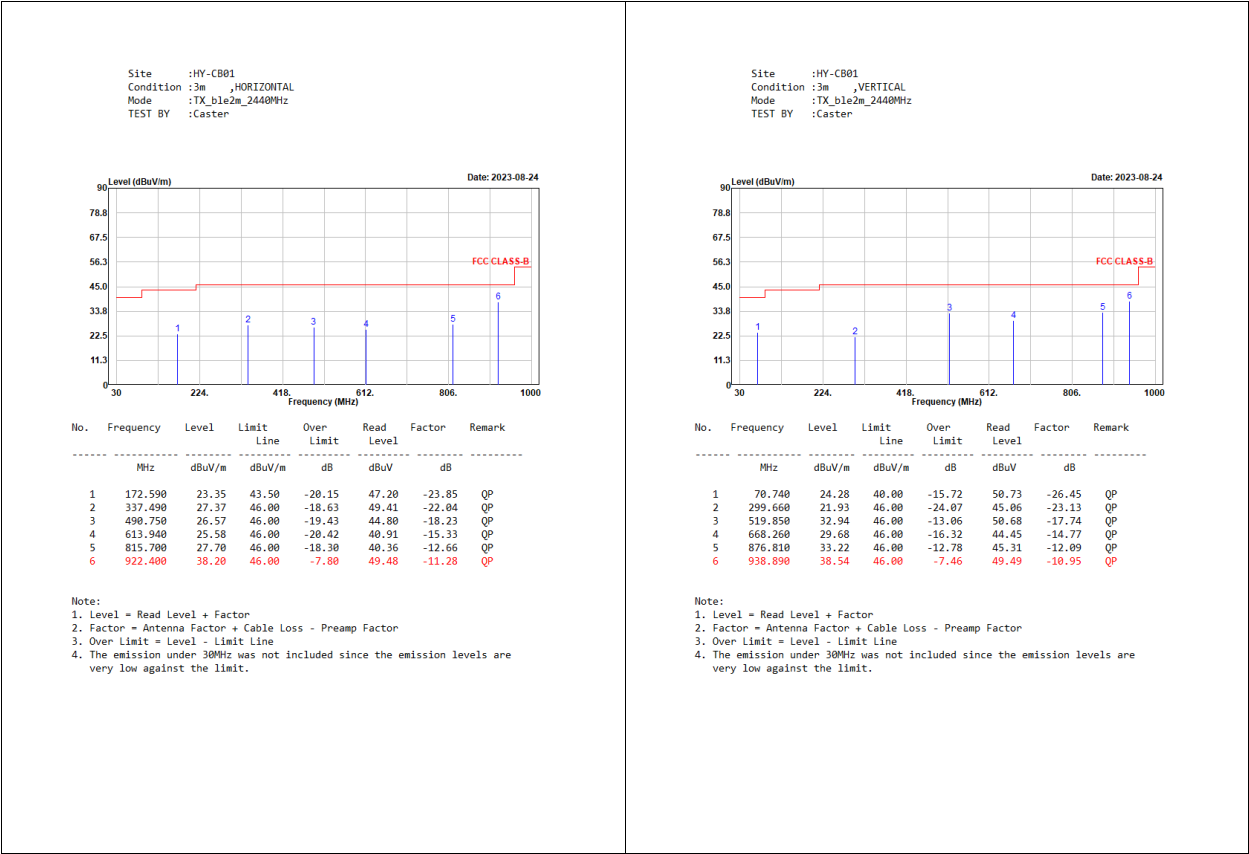 Site      :HY-CB01
Condition :3m    ,HORIZONTAL
Mode      :TX_ble2m_2440MHz
TEST BY   :Caster
Level (dBuV/m)
Date: 2023-08-24
90
78.8
67.5
56.3
FCC CLASS-B
45.0
33.8
22.5
11.3
0
1 2 3 4 5 6
30 224. 418. 612. 806. 1000
Frequency (MHz)
No. Frequency Level Limit Over Read Factor Remark
Line Limit Level
------ ----------- -------- --------- --------- -------- -------- ---------
MHz dBuV/m dBuV/m dB dBuV dB
1 172.590 23.35 43.50 -20.15 47.20 -23.85 QP
2 337.490 27.37 46.00 -18.63 49.41 -22.04 QP
3 490.750 26.57 46.00 -19.43 44.80 -18.23 QP
4 613.940 25.58 46.00 -20.42 40.91 -15.33 QP
5 815.700 27.70 46.00 -18.30 40.36 -12.66 QP
6 922.400 38.20 46.00 -7.80 49.48 -11.28 QP
Note:
1. Level = Read Level + Factor
2. Factor = Antenna Factor + Cable Loss - Preamp Factor
3. Over Limit = Level - Limit Line
4. The emission under 30MHz was not included since the emission levels are
very low against the limit.
Site      :HY-CB01
Condition :3m    ,VERTICAL
Mode      :TX_ble2m_2440MHz
TEST BY   :Caster
Level (dBuV/m)
Date: 2023-08-24
90
78.8
67.5
56.3
FCC CLASS-B
45.0
33.8
22.5
11.3
0
1 2 3 4 5 6
30 224. 418. 612. 806. 1000
Frequency (MHz)
No. Frequency Level Limit Over Read Factor Remark
Line Limit Level
------ ----------- -------- --------- --------- -------- -------- ---------
MHz dBuV/m dBuV/m dB dBuV dB
1 70.740 24.28 40.00 -15.72 50.73 -26.45 QP
2 299.660 21.93 46.00 -24.07 45.06 -23.13 QP
3 519.850 32.94 46.00 -13.06 50.68 -17.74 QP
4 668.260 29.68 46.00 -16.32 44.45 -14.77 QP
5 876.810 33.22 46.00 -12.78 45.31 -12.09 QP
6 938.890 38.54 46.00 -7.46 49.49 -10.95 QP
Note:
1. Level = Read Level + Factor
2. Factor = Antenna Factor + Cable Loss - Preamp Factor
3. Over Limit = Level - Limit Line
4. The emission under 30MHz was not included since the emission levels are
very low against the limit.